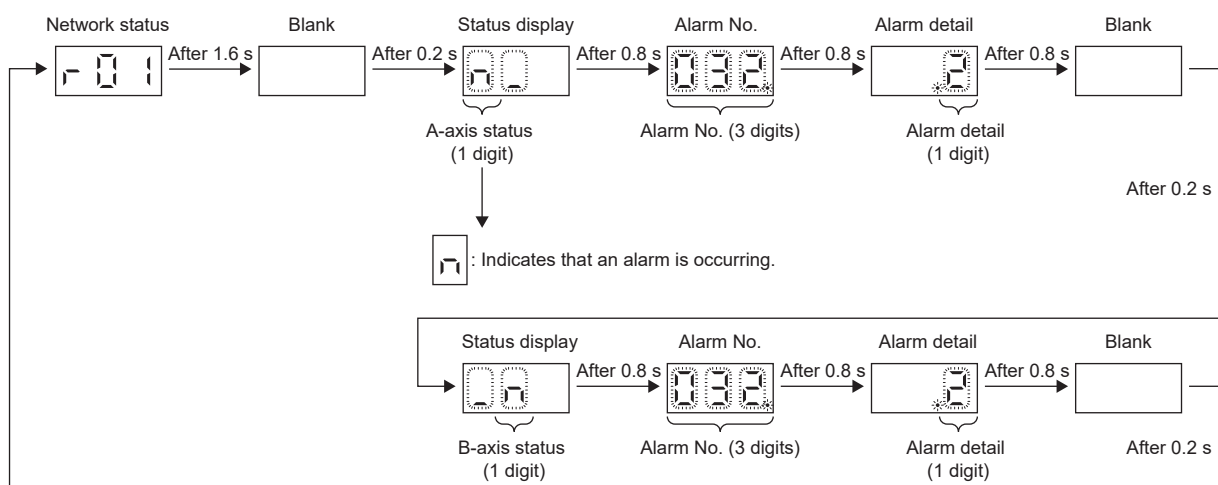 Network status Blank Status display Alarm No. Alarm detail Blank
r 0 1 After 1.6 s After 0.2 s n _ After 0.8 s 032. After 0.8 s .2 After 0.8 s
A-axis status Alarm No. (3 digits) Alarm detail
(1 digit) (1 digit)
After 0.2 s
n : Indicates that an alarm is occurring.
Status display Alarm No. Alarm detail Blank
_ n After 0.8 s 032. After 0.8 s .2 After 0.8 s
B-axis status Alarm No. (3 digits) Alarm detail After 0.2 s
(1 digit) (1 digit)